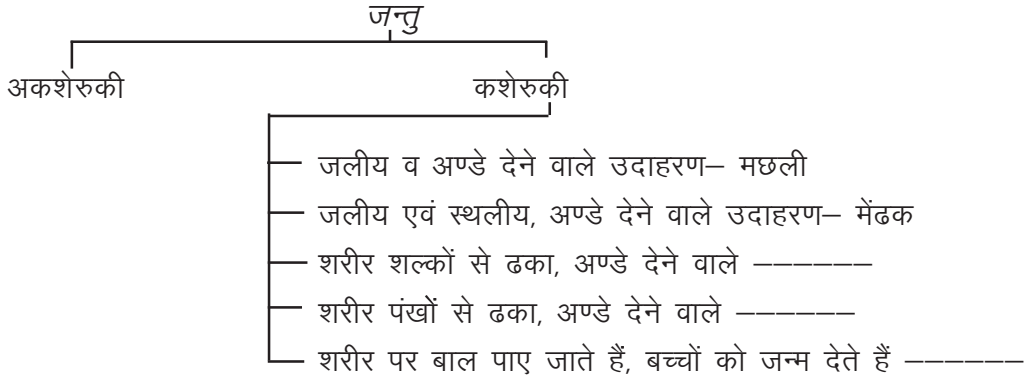 जन्तु
अकशेरुकी कशेरुकी
जलीय व अण्डे देने वाले उदाहरण– मछली
जलीय एवं स्थलीय, अण्डे देने वाले उदाहरण– मेंढक
शरीर शल्कों से ढका, अण्डे देने वाले ––––––
शरीर पंखों से ढका, अण्डे देने वाले ––––––
शरीर पर बाल पाए जाते हैं, बच्चों को जन्म देते हैं ––––––